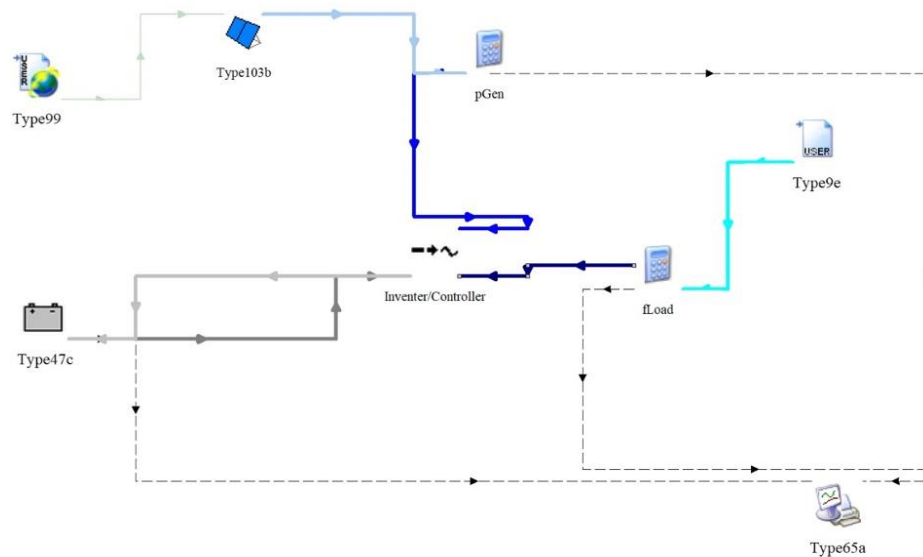 Type103b
pGen
USER
Type99
USER
Type9e
Inventer/Controller
fLoad
Type47c
Type65a